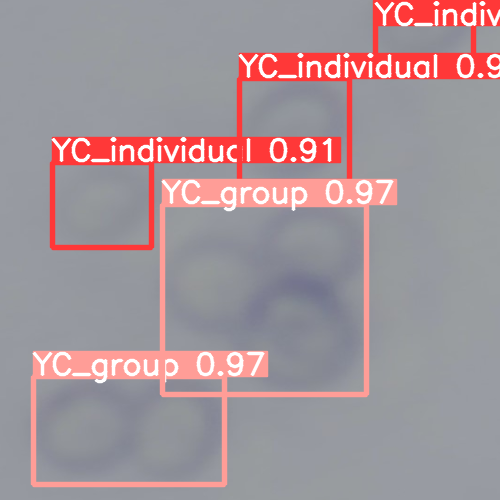 YC_indiv
YC_individual 0.9
YC_individual 0.91
YC_group 0.97
YC_group 0.97